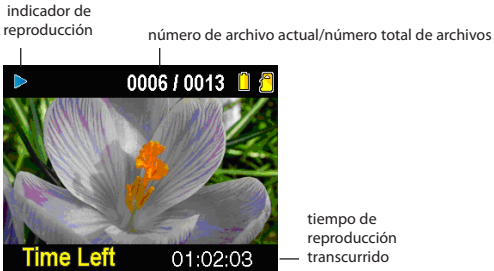 indicador de
reproducción
número de archivo actual/número total de archivos
0006 / 0013
Time Left
01:02:03
tiempo de
reproducción
transcurrido